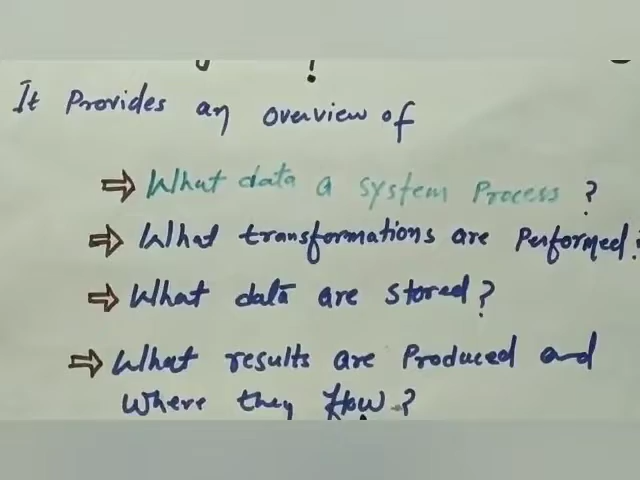 It Provides an overview of
⇒ What data a system Process?
⇒ What transformations are Performed?
⇒ What data are stored?
⇒ What results are Produced and
Where they flow?